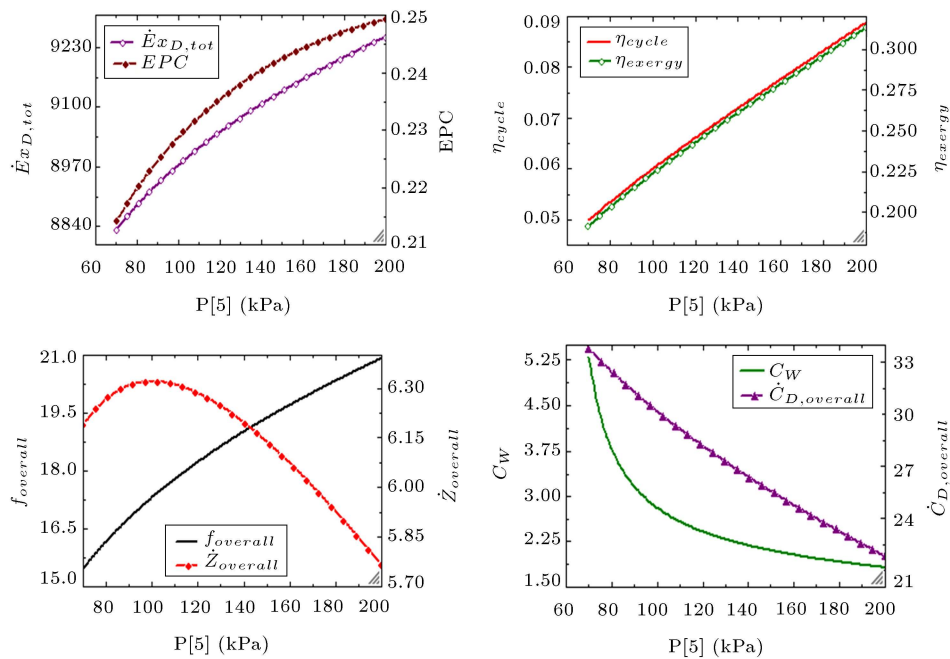 Ėx_{D,tot}
EPC
9230
9100
8970
8840
0.25
0.24
0.23
0.22
0.21
60 80 100 120 140 160 180 200
P[5] (kPa)
Ėx_{D,tot}
EPC
η_{cycle}
η_{exergy}
0.09
0.08
0.07
0.06
0.05
0.300
0.275
0.250
0.225
0.200
60 80 100 120 140 160 180 200
P[5] (kPa)
η_{cycle}
η_{exergy}
f_{overall}
Ż_{overall}
21.0
19.5
18.0
16.5
15.0
6.30
6.15
6.00
5.85
5.70
80 100 120 140 160 180 200
P[5] (kPa)
f_{overall}
Ż_{overall}
C_W
Ċ_{D,overall}
5.25
4.50
3.75
3.00
2.25
1.50
33
30
26
24
21
60 80 100 120 140 160 180 200
P[5] (kPa)
C_W
Ċ_{D,overall}